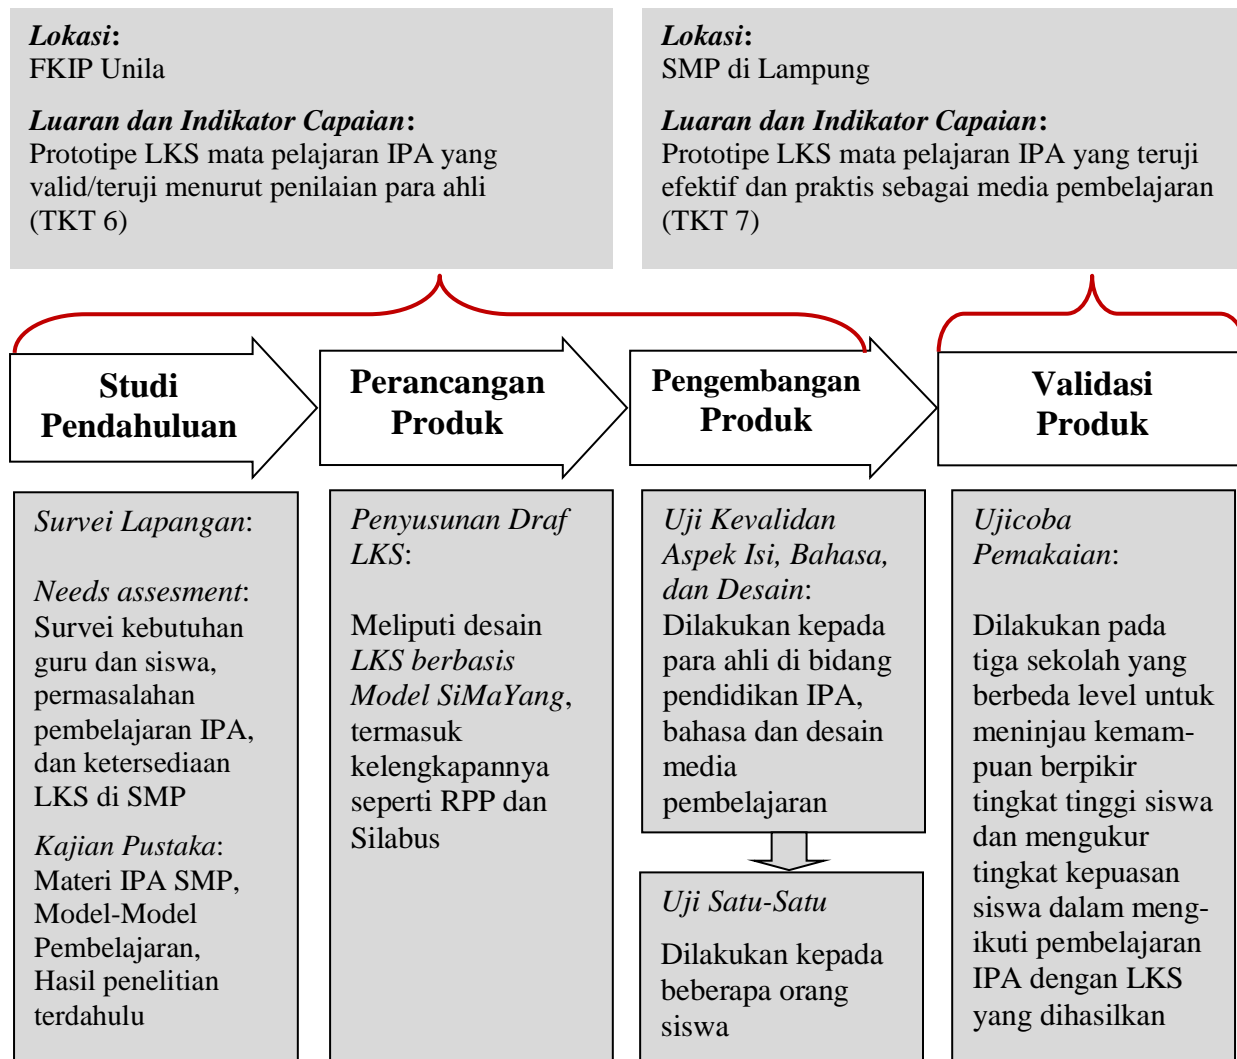 Lokasi:
FKIP Unila
Luaran dan Indikator Capaian:
Prototipe LKS mata pelajaran IPA yang
valid/teruji menurut penilaian para ahli
(TKT 6)
Lokasi:
SMP di Lampung
Luaran dan Indikator Capaian:
Prototipe LKS mata pelajaran IPA yang teruji
efektif dan praktis sebagai media pembelajaran
(TKT 7)
Studi
Pendahuluan
Perancangan
Produk
Pengembangan
Produk
Validasi
Produk
Survei Lapangan:
Needs assesment:
Survei kebutuhan
guru dan siswa,
permasalahan
pembelajaran IPA,
dan ketersediaan
LKS di SMP
Kajian Pustaka:
Materi IPA SMP,
Model-Model
Pembelajaran,
Hasil penelitian
terdahulu
Penyusunan Draf
LKS:
Meliputi desain
LKS berbasis
Model SiMaYang,
termasuk
kelengkapannya
seperti RPP dan
Silabus
Uji Kevalidan
Aspek Isi, Bahasa,
dan Desain:
Dilakukan kepada
para ahli di bidang
pendidikan IPA,
bahasa dan desain
media
pembelajaran
Uji Satu-Satu
Dilakukan kepada
beberapa orang
siswa
Ujicoba
Pemakaian:
Dilakukan pada
tiga sekolah yang
berbeda level untuk
meninjau kemam-
puan berpikir
tingkat tinggi siswa
dan mengukur
tingkat kepuasan
siswa dalam meng-
ikuti pembelajaran
IPA dengan LKS
yang dihasilkan